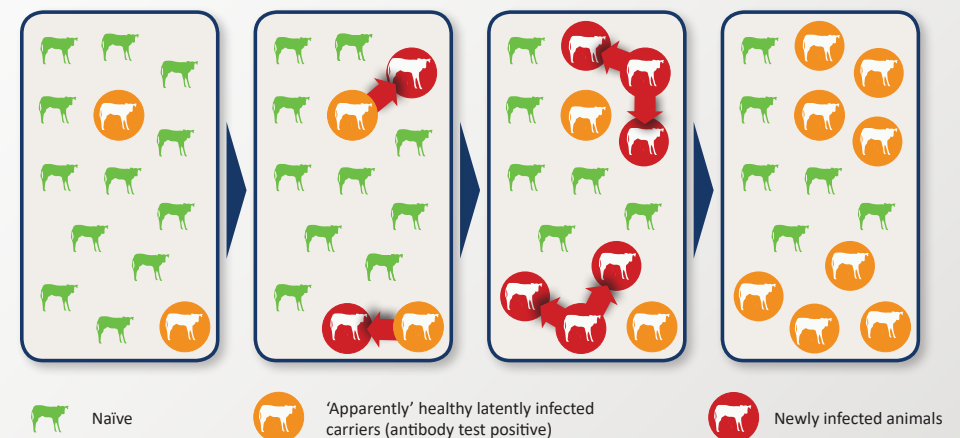 Naïve
‘Apparently’ healthy latently infected
carriers (antibody test positive)
Newly infected animals